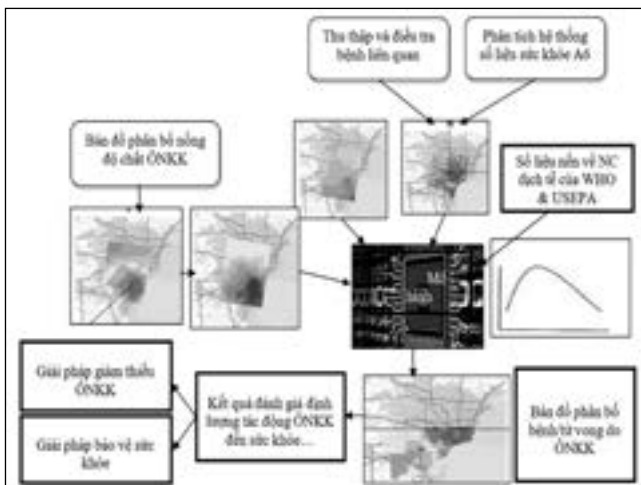 Thu thập và điều tra
bệnh liên quan
Phân tích hệ thống
số liệu sức khỏe A6
Bản đồ phân bố nồng
độ chất ÔNKK
Số liệu nền về NC
dịch tễ của WHO
& USEPA
Giải pháp giảm thiểu
ÔNKK
Giải pháp bảo vệ sức
khỏe
Kết quả đánh giá định
lượng tác động ÔNKK
đến sức khỏe…
Bản đồ phân bố
bệnh/tử vong do
ÔNKK